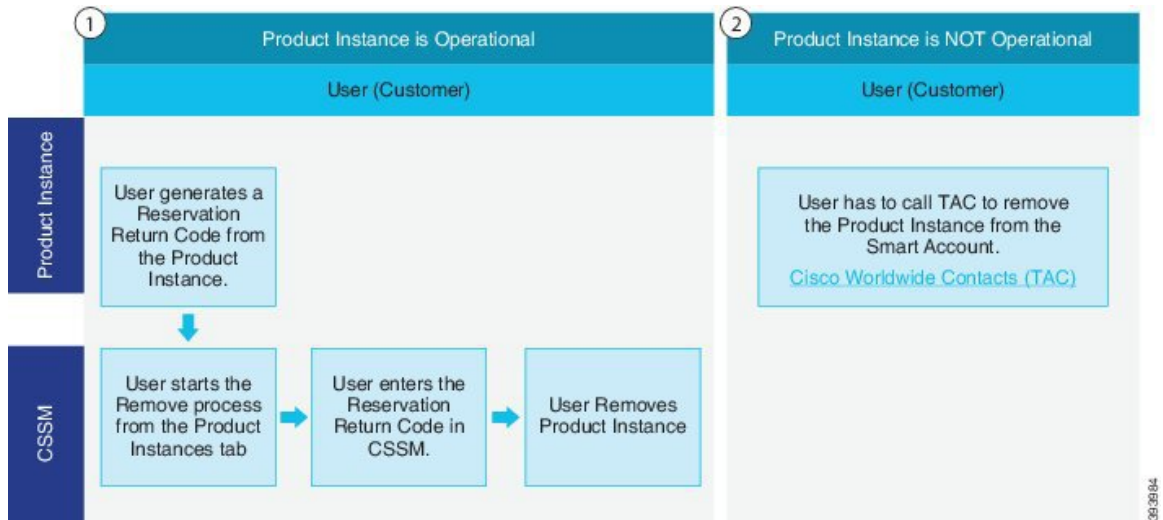 1
Product Instance is Operational
User (Customer)
2
Product Instance is NOT Operational
User (Customer)
Product Instance
User generates a
Reservation
Return Code from
the Product
Instance.
User has to call TAC to remove
the Product Instance from the
Smart Account.
Cisco Worldwide Contacts (TAC)
CSSM
User starts the
Remove process
from the Product
Instances tab
User enters the
Reservation
Return Code in
CSSM.
User Removes
Product Instance
393984